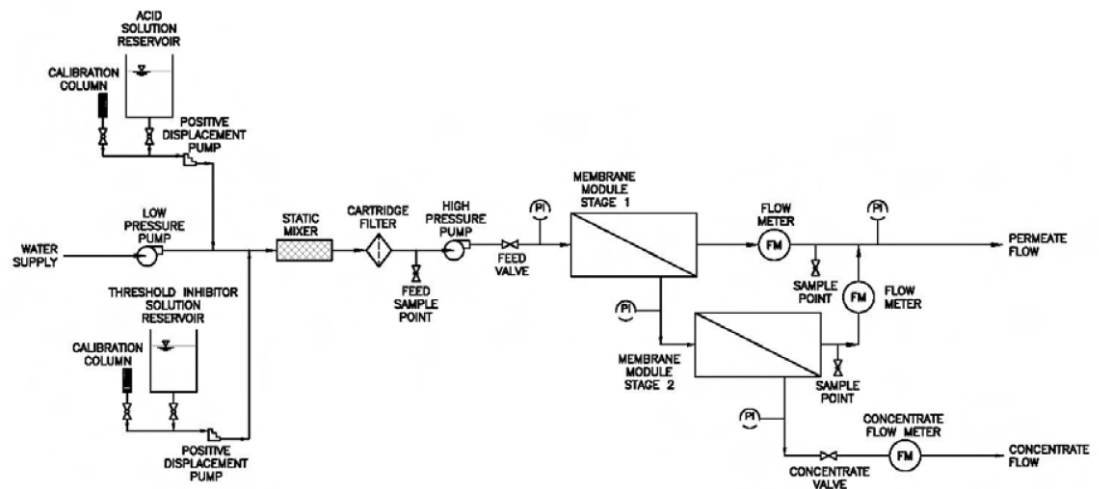 ACID
SOLUTION
RESERVOIR
CALIBRATION
COLUMN
POSITIVE
DISPLACEMENT
PUMP
LOW
PRESSURE
PUMP
WATER
SUPPLY
STATIC
MIXER
CARTRIDGE
FILTER
FEED
SAMPLE
POINT
HIGH
PRESSURE
PUMP
FEED
VALVE
PI
MEMBRANE
MODULE
STAGE 1
FLOW
METER
FM
PI
SAMPLE
POINT
PERMEATE
FLOW
FM
FLOW
METER
THRESHOLD INHIBITOR
SOLUTION
RESERVOIR
CALIBRATION
COLUMN
POSITIVE
DISPLACEMENT
PUMP
PI
MEMBRANE
MODULE
STAGE 2
SAMPLE
POINT
PI
CONCENTRATE
VALVE
CONCENTRATE
FLOW METER
FM
CONCENTRATE
FLOW